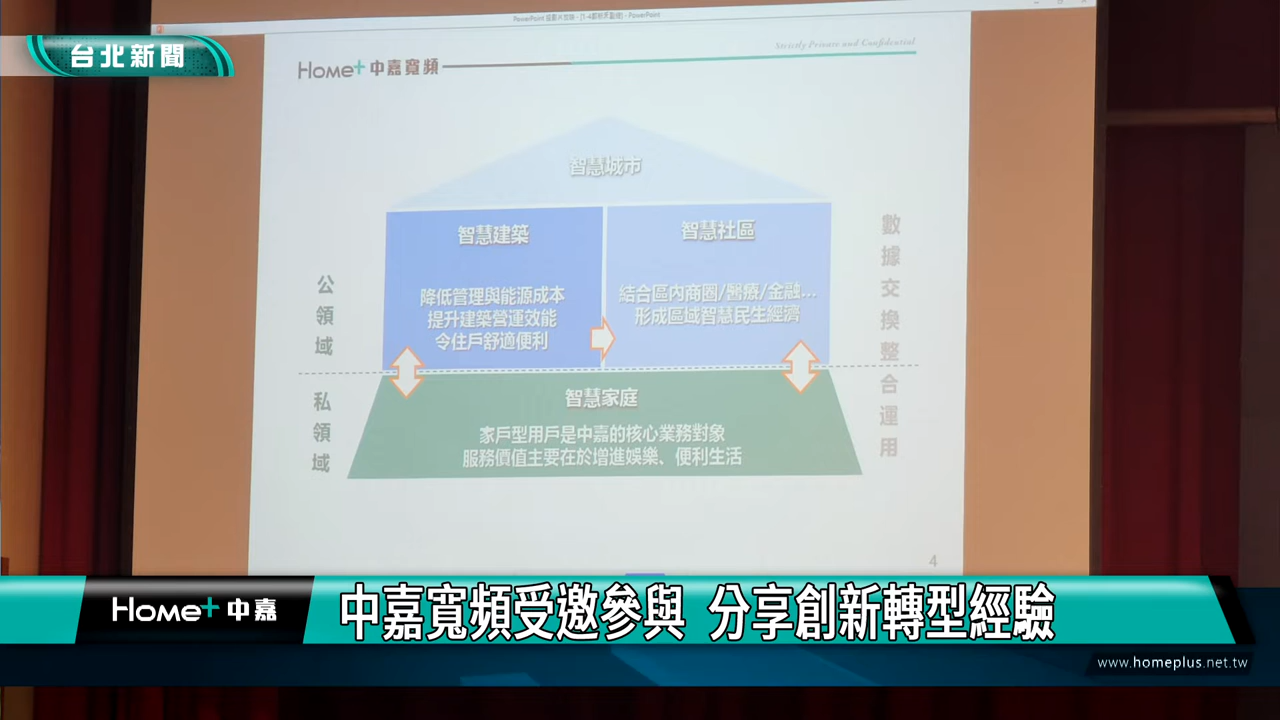 PowerPoint
台北新聞
Strictly Private and Confidential
Home+中嘉寬頻
智慧城市
智慧建築
降低管理與能源成本
提升建築營運效能
令住戶舒適便利
智慧社區
結合區內商圈/醫療/金融...
形成區域智慧民生經濟
公領域
私領域
數據交換整合運用
智慧家庭
家戶型用戶是中嘉的核心業務對象
服務價值主要在於增進娛樂、便利生活
4
Home+中嘉
中嘉寬頻受邀參與 分享創新轉型經驗
www.homeplus.net.tw